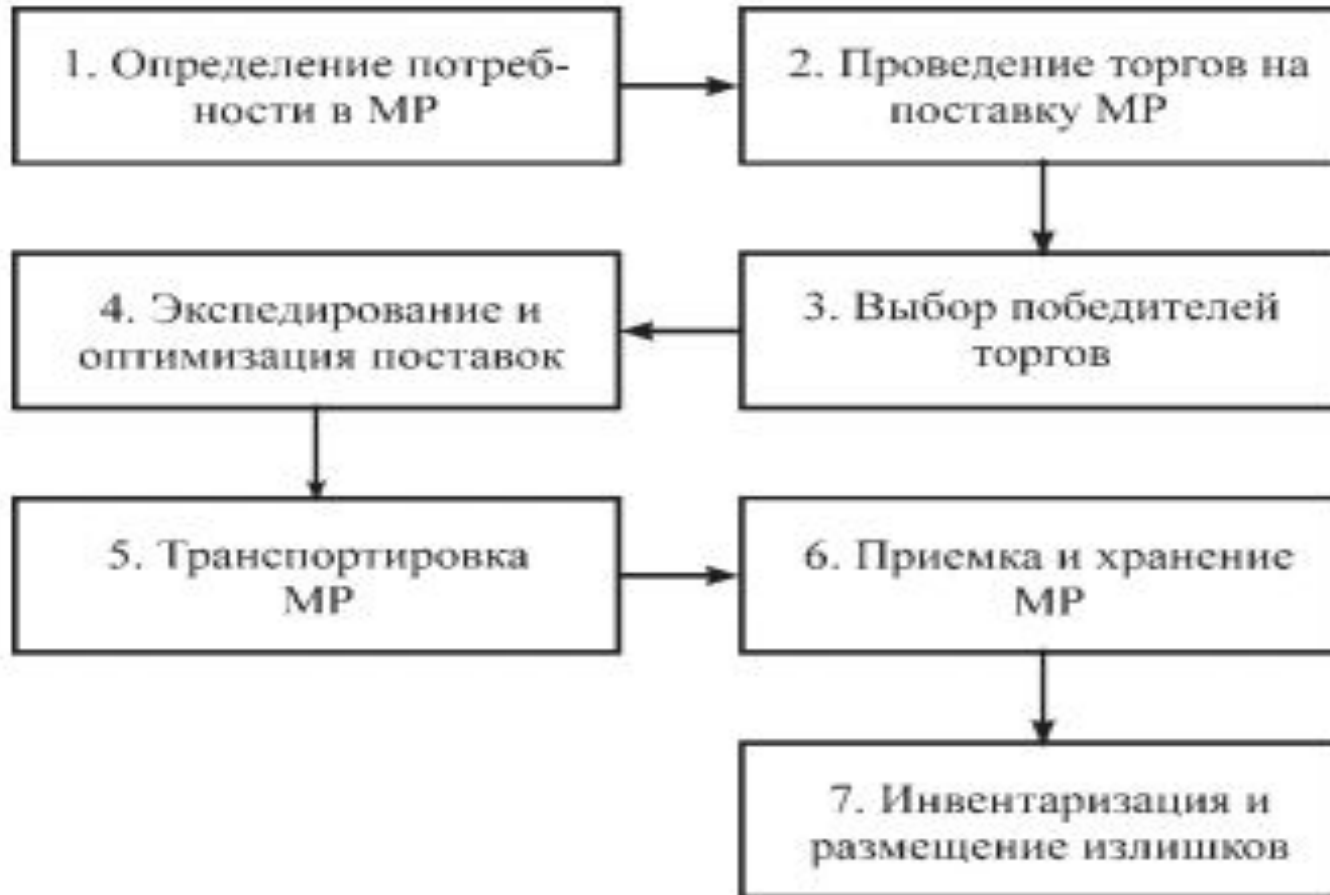 1. Определение потреб-
ности в МР
2. Проведение торгов на
поставку МР
3. Выбор победителей
торгов
4. Экспедирование и
оптимизация поставок
5. Транспортировка
МР
6. Приемка и хранение
МР
7. Инвентаризация и
размещение излишков